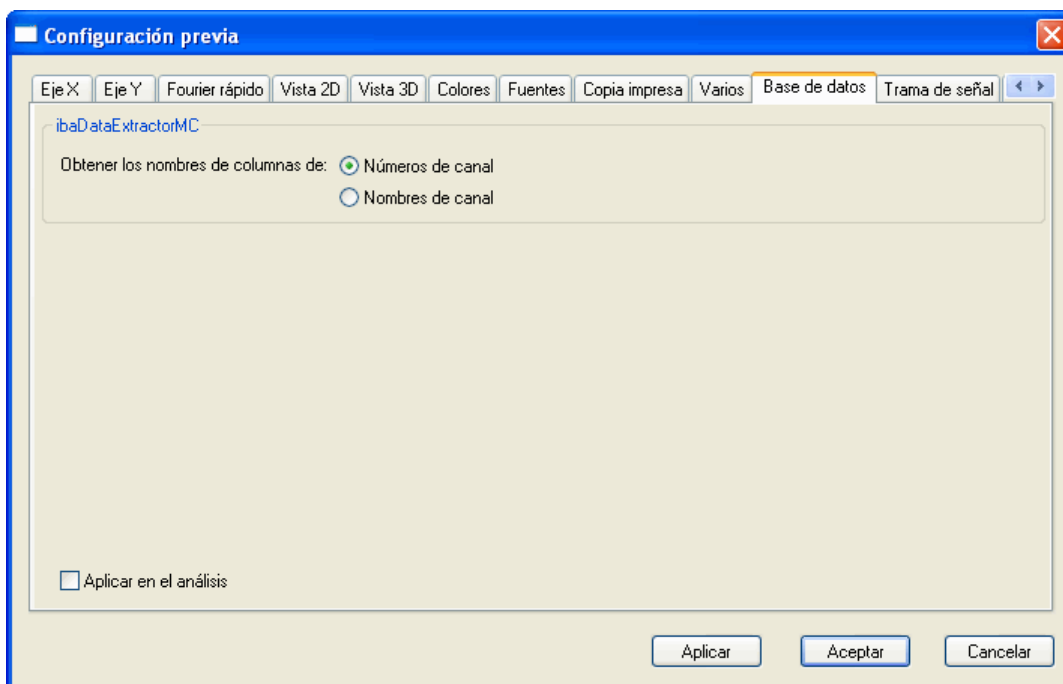 Configuración previa
Eje X Eje Y Fourier rápido Vista 2D Vista 3D Colores Fuentes Copia impresa Varios Base de datos Trama de señal
ibaDataExtractorMC
Obtener los nombres de columnas de: Números de canal
Nombres de canal
Aplicar en el análisis
Aplicar Aceptar Cancelar